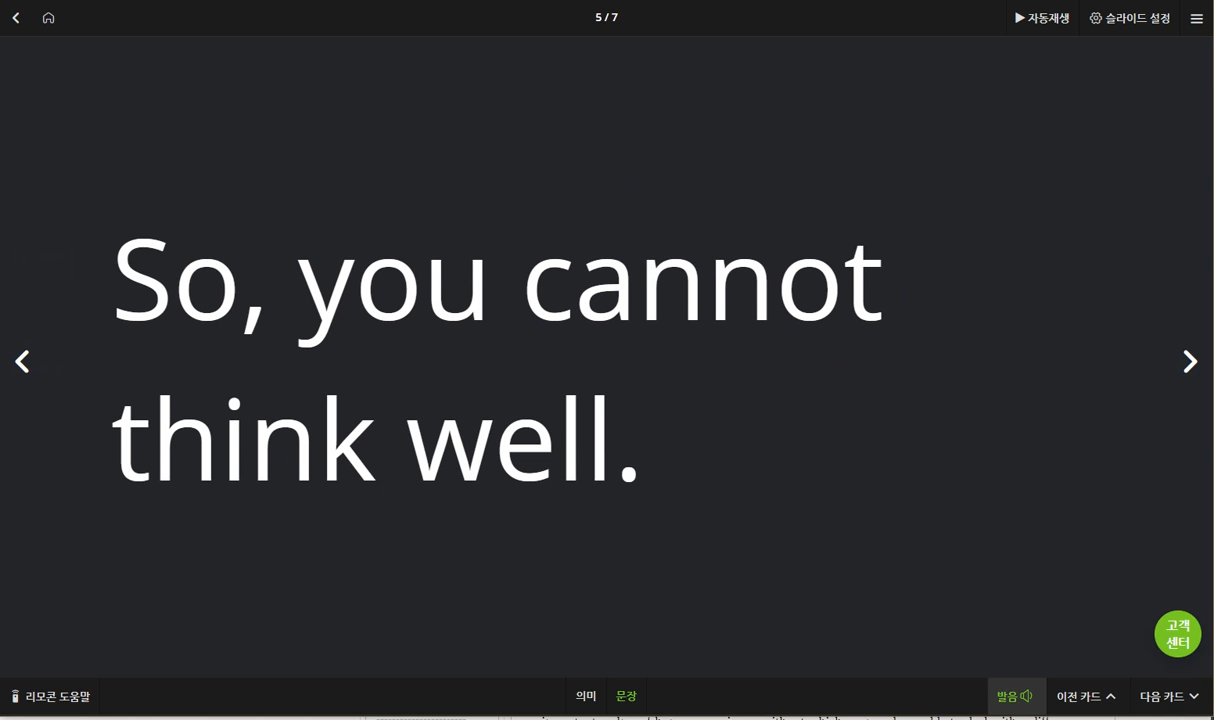 5 / 7
자동재생
슬라이드 설정
So, you cannot
think well.
고객
센터
리모콘 도움말
의미
문장
발음
이전 카드
다음 카드